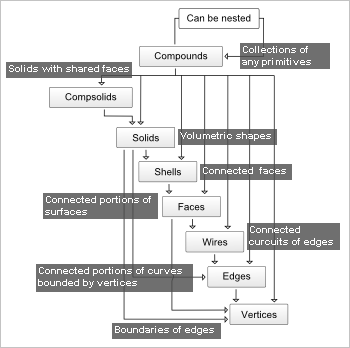 Can be nested
Compounds
Collections of
any primitives
Solids with shared faces
Compsolids
Solids
Volumetric shapes
Shells
Connected faces
Connected portions of
surfaces
Faces
Wires
Connected
curcuits of edges
Connected portions of curves
bounded by vertices
Edges
Vertices
Boundaries of edges